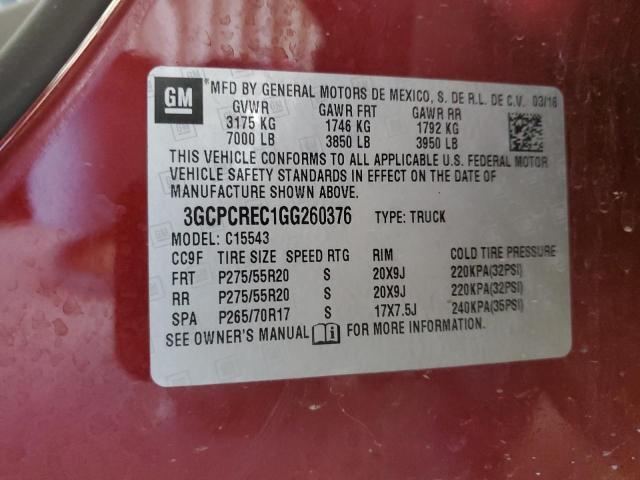 GM
*MFD BY GENERAL MOTORS DE MEXICO, S. DE R.L. DE C.V. 03/16
GVWR GAWR FRT GAWR RR
3175 KG 1746 KG 1792 KG
7000 LB 3850 LB 3950 LB
THIS VEHICLE CONFORMS TO ALL APPLICABLE U.S. FEDERAL MOTOR
VEHICLE SAFETY STANDARDS IN EFFECT ON THE DATE OF
MANUFACTURE SHOWN ABOVE.
3GCPCREC1GG260376 TYPE: TRUCK
MODEL: C15543
CC9F TIRE SIZE SPEED RTG RIM COLD TIRE PRESSURE
FRT P275/55R20 S 20X9J 220KPA(32PSI)
RR P275/55R20 S 20X9J 220KPA(32PSI)
SPA P265/70R17 S 17X7.5J 240KPA(35PSI)
SEE OWNER'S MANUAL i FOR MORE INFORMATION.